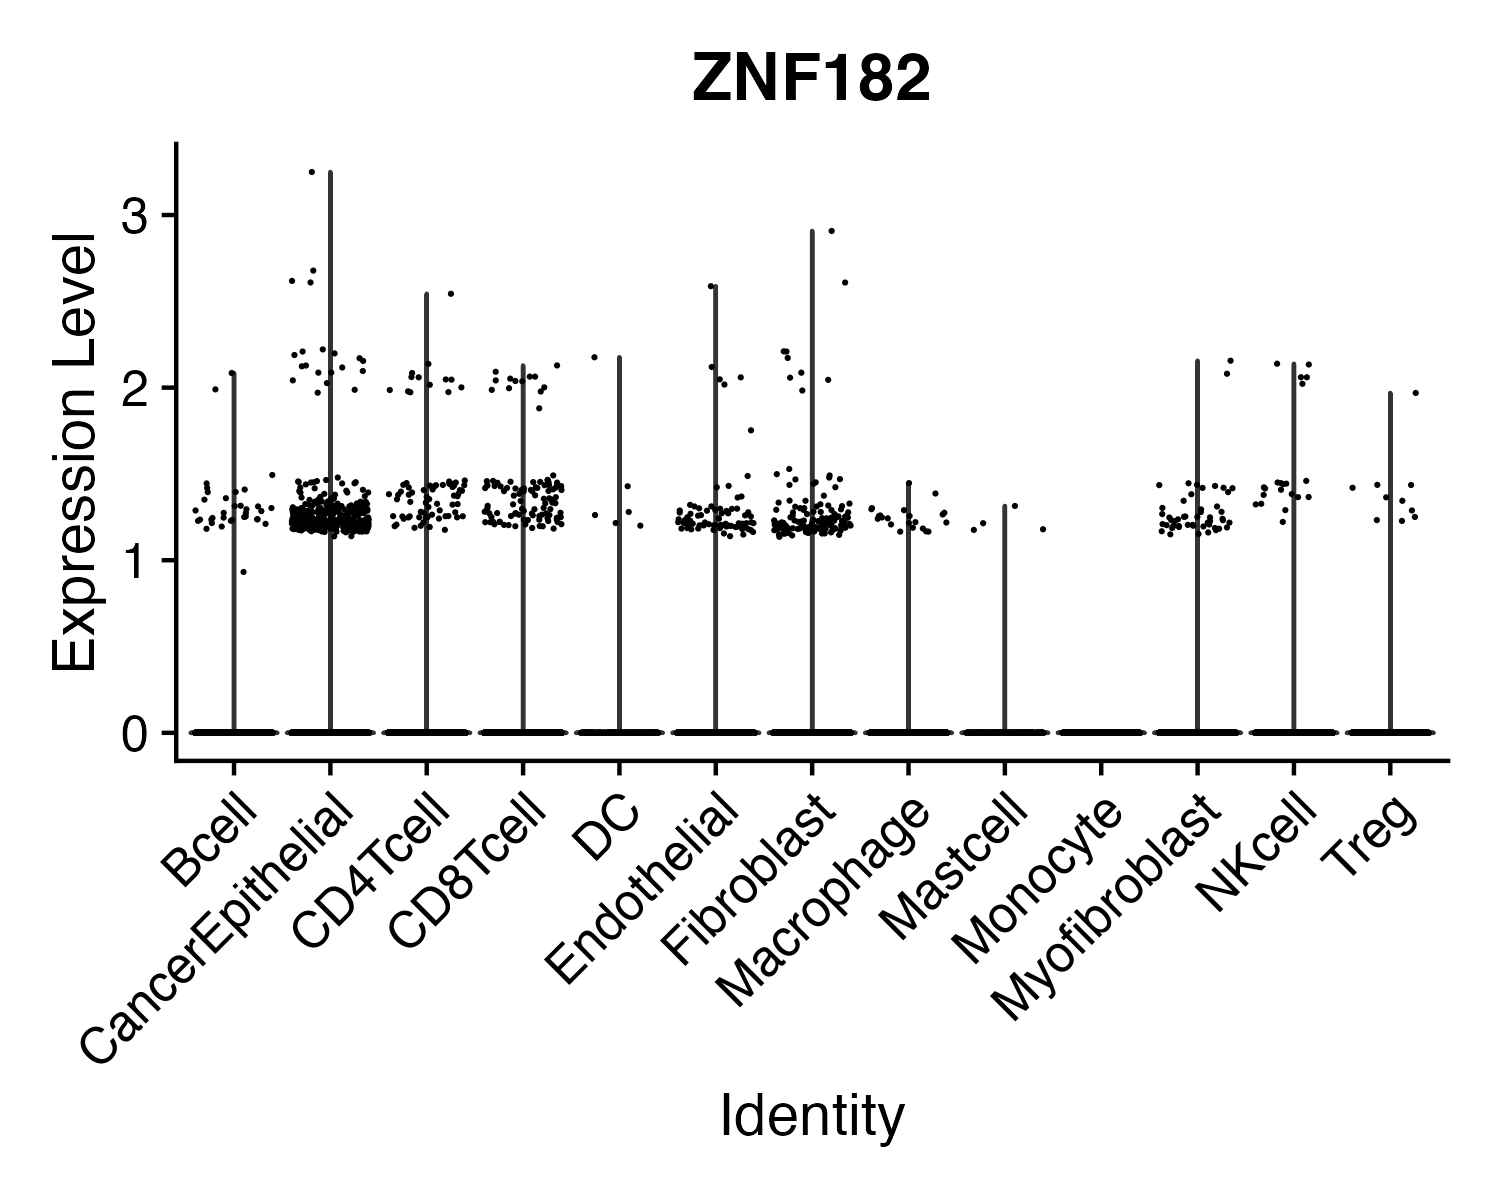 ZNF182
Expression Level
3
2
1
0
Bcell
CancerEpithelial
CD4Tcell
CD8Tcell
DC
Endothelial
Fibroblast
Macrophage
Mastcell
Monocyte
Myofibroblast
NKcell
Treg
Identity